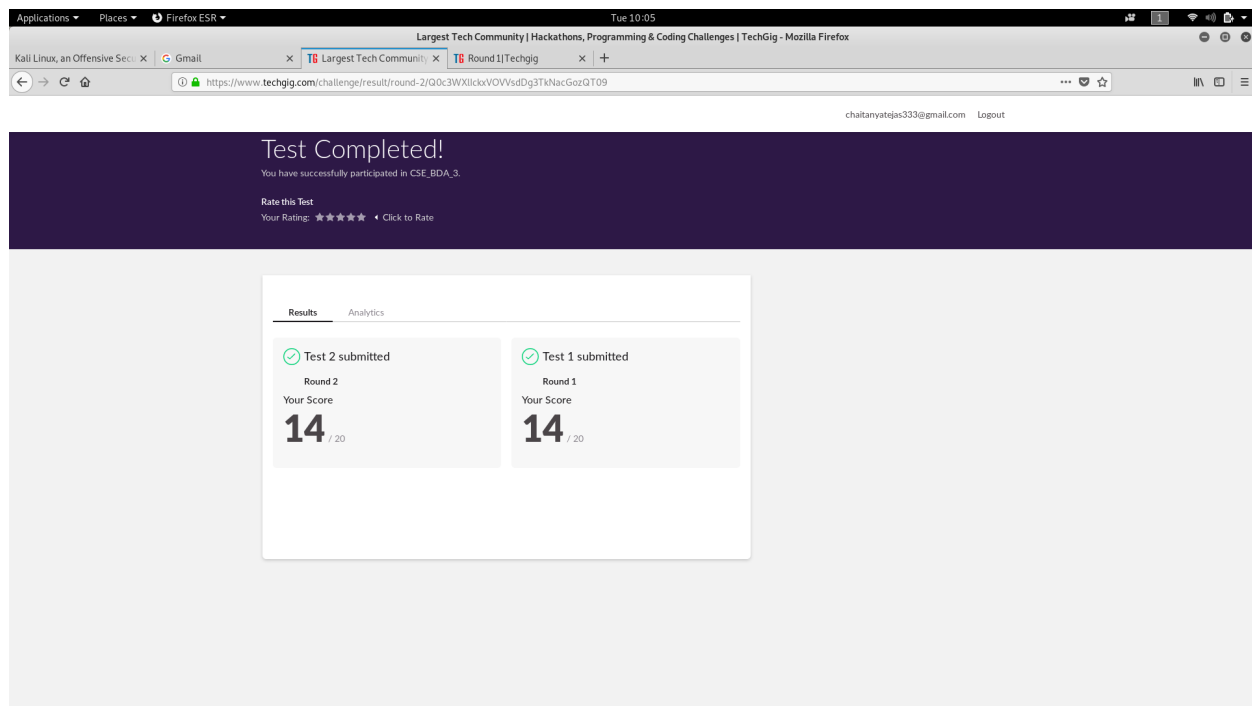 Applications Places Firefox ESR Tue 10:05 1
Largest Tech Community | Hackathons, Programming & Coding Challenges | TechGig - Mozilla Firefox
Kali Linux, an Offensive Secu G Gmail TG Largest Tech Community TG Round 1|Techgig
https://www.techgig.com/challenge/result/round-2/
chaitanyatejas333@gmail.com Logout
Test Completed!
You have successfully participated in CSE_BDA_3.
Rate this Test
Your Rating: Click to Rate
Results Analytics
Test 2 submitted
Round 2
Your Score
14 / 20
Test 1 submitted
Round 1
Your Score
14 / 20